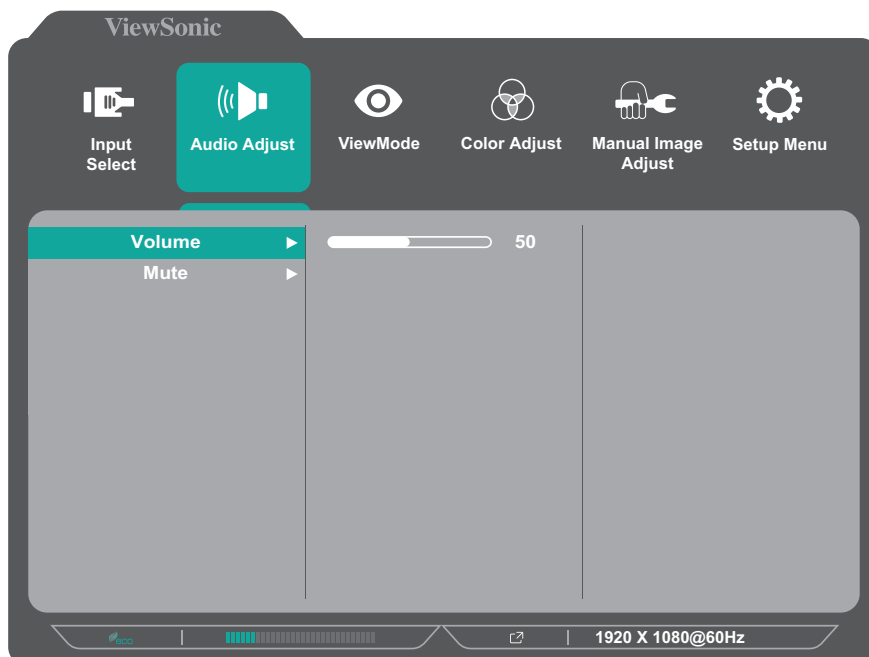 ViewSonic
Input
Select
Audio Adjust
ViewMode
Color Adjust
Manual Image
Adjust
Setup Menu
Volume
50
Mute
eco
1920 X 1080@60Hz